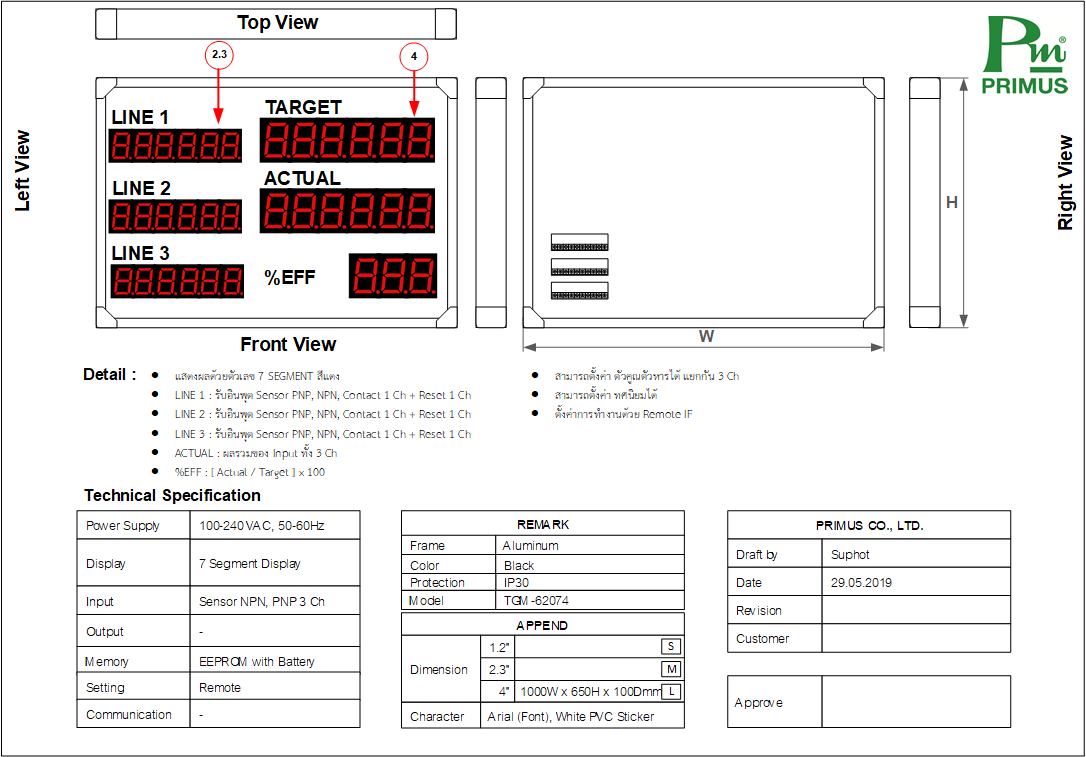 Top View
Pm®
PRIMUS
2.3
4
LINE 1
TARGET
LINE 2
ACTUAL
LINE 3
%EFF
Left View
Right View
H
W
Front View
Detail :
• แสดงผลด้วยตัวเลข 7 SEGMENT สีแดง
• LINE 1 : รับอินพุต Sensor PNP, NPN, Contact 1 Ch + Reset 1 Ch
• LINE 2 : รับอินพุต Sensor PNP, NPN, Contact 1 Ch + Reset 1 Ch
• LINE 3 : รับอินพุต Sensor PNP, NPN, Contact 1 Ch + Reset 1 Ch
• ACTUAL : ผลรวมของ Input ทั้ง 3 Ch
• %EFF : [ Actual / Target ] x 100
• สามารถตั้งค่า ตัวคูณตัวหารได้ แยกกัน 3 Ch
• สามารถตั้งค่า ทศนิยมได้
• ตั้งค่าการทำงานด้วย Remote IF
Technical Specification
Power Supply 100-240 VAC, 50-60Hz
Display 7 Segment Display
Input Sensor NPN, PNP 3 Ch
Output -
Memory EEPROM with Battery
Setting Remote
Communication -
REMARK
Frame Aluminum
Color Black
Protection IP30
Model TGM-62074
APPEND
Dimension
1.2" S
2.3" M
4" 1000W x 650H x 100Dmm L
Character Arial (Font), White PVC Sticker
PRIMUS CO., LTD.
Draft by Suphot
Date 29.05.2019
Revision
Customer
Approve